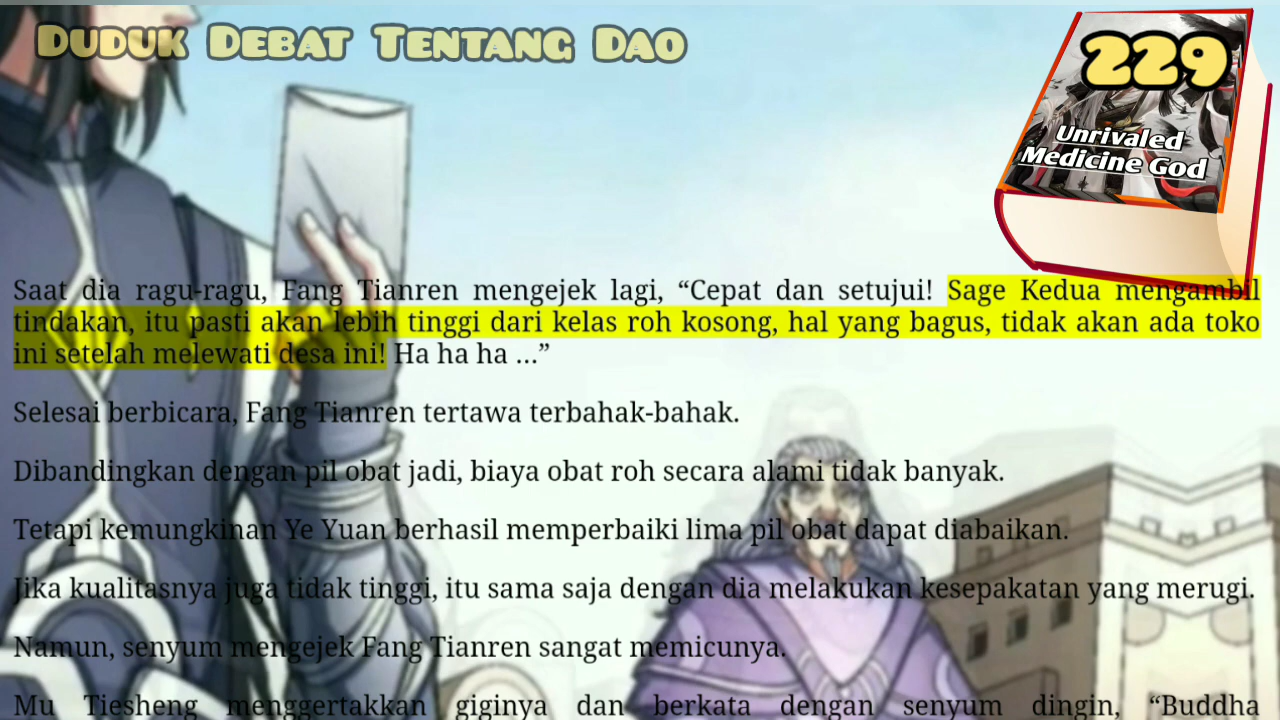 Duduk Debat Tentang Dao
229
Unrivaled
Medicine God
Saat dia ragu-ragu, Fang Tianren mengejek lagi, “Cepat dan setujui! Sage Kedua mengambil
tindakan, itu pasti akan lebih tinggi dari kelas roh kosong, hal yang bagus, tidak akan ada toko
ini setelah melewati desa ini! Ha ha ha ...”
Selesai berbicara, Fang Tianren tertawa terbahak-bahak.
Dibandingkan dengan pil obat jadi, biaya obat roh secara alami tidak banyak.
Tetapi kemungkinan Ye Yuan berhasil memperbaiki lima pil obat dapat diabaikan.
Jika kualitasnya juga tidak tinggi, itu sama saja dengan dia melakukan kesepakatan yang merugi.
Namun, senyum mengejek Fang Tianren sangat memicunya.
Mu Tiesheng menggertakkan giginya dan berkata dengan senyum dingin, “Buddha